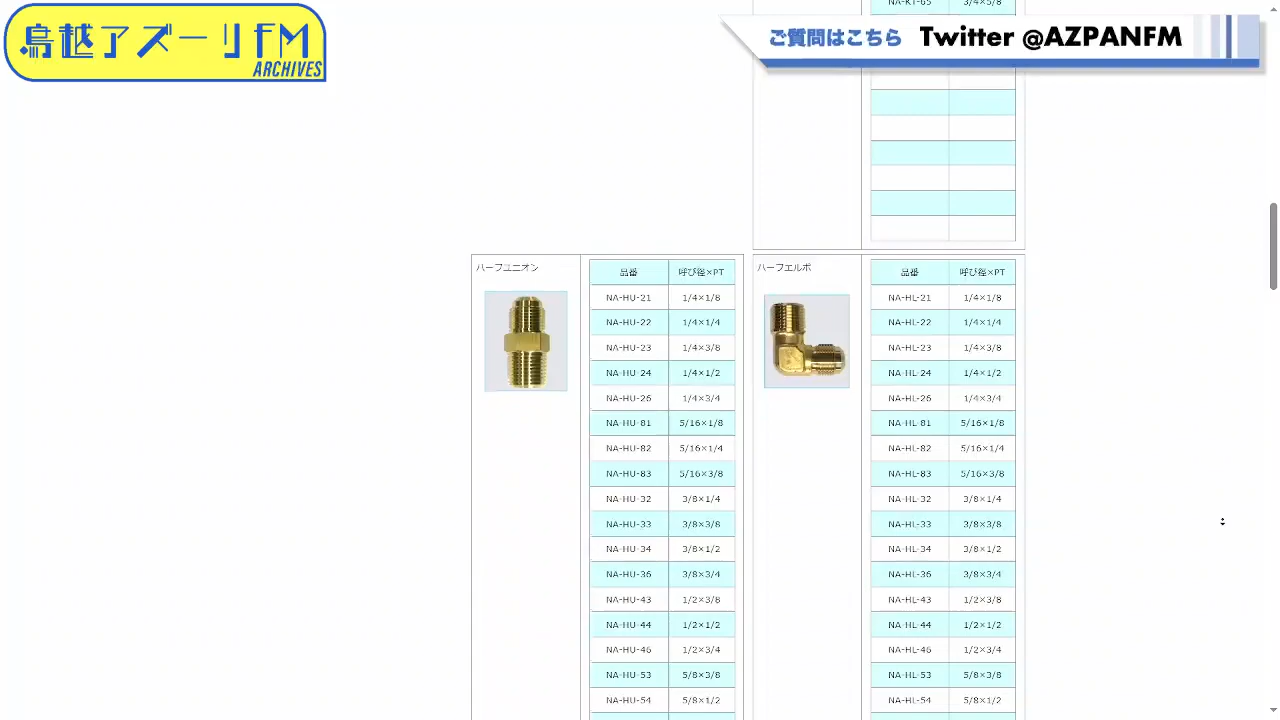 鳥越アズーリFM
ARCHIVES
ご質問はこちら Twitter @AZPANFM
NA-KT-65 3/4×5/8
ハーフユニオン
品番 呼び径×PT
NA-HU-21 1/4×1/8
NA-HU-22 1/4×1/4
NA-HU-23 1/4×3/8
NA-HU-24 1/4×1/2
NA-HU-26 1/4×3/4
NA-HU-81 5/16×1/8
NA-HU-82 5/16×1/4
NA-HU-83 5/16×3/8
NA-HU-32 3/8×1/4
NA-HU-33 3/8×3/8
NA-HU-34 3/8×1/2
NA-HU-36 3/8×3/4
NA-HU-43 1/2×3/8
NA-HU-44 1/2×1/2
NA-HU-46 1/2×3/4
NA-HU-53 5/8×3/8
NA-HU-54 5/8×1/2
ハーフエルボ
品番 呼び径×PT
NA-HL-21 1/4×1/8
NA-HL-22 1/4×1/4
NA-HL-23 1/4×3/8
NA-HL-24 1/4×1/2
NA-HL-26 1/4×3/4
NA-HL-81 5/16×1/8
NA-HL-82 5/16×1/4
NA-HL-83 5/16×3/8
NA-HL-32 3/8×1/4
NA-HL-33 3/8×3/8
NA-HL-34 3/8×1/2
NA-HL-36 3/8×3/4
NA-HL-43 1/2×3/8
NA-HL-44 1/2×1/2
NA-HL-46 1/2×3/4
NA-HL-53 5/8×3/8
NA-HL-54 5/8×1/2